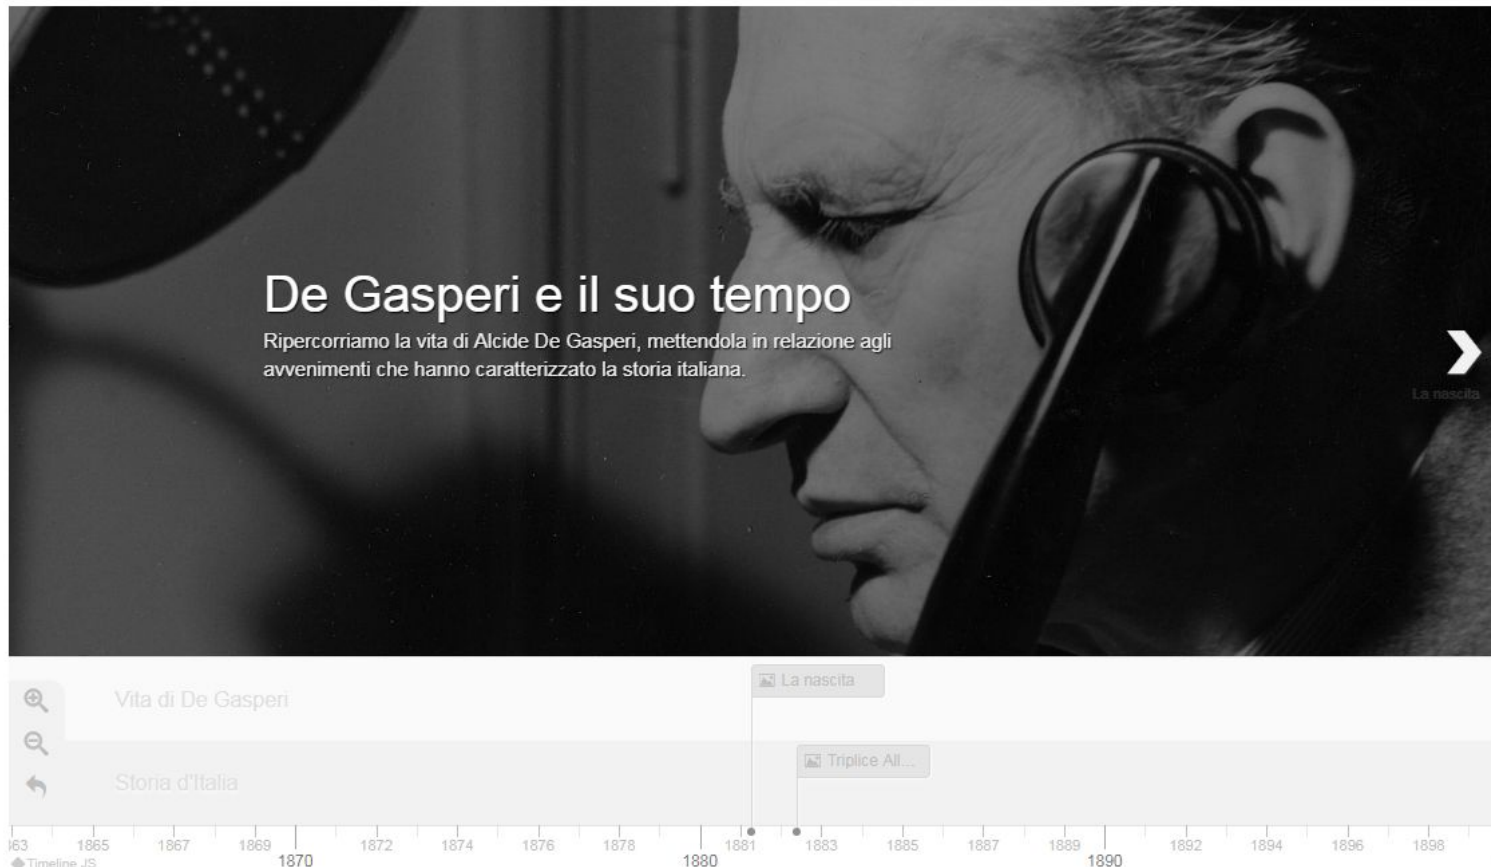 De Gasperi e il suo tempo
Ripercorriamo la vita di Alcide De Gasperi, mettendola in relazione agli
avvenimenti che hanno caratterizzato la storia italiana.
La nascita
La nascita
Vita di De Gasperi
Triplice All...
Storia d'Italia
63 1865 1867 1869 1870 1872 1874 1876 1878 1880 1881 1883 1885 1887 1889 1890 1892 1894 1896 1898
Timeline JS